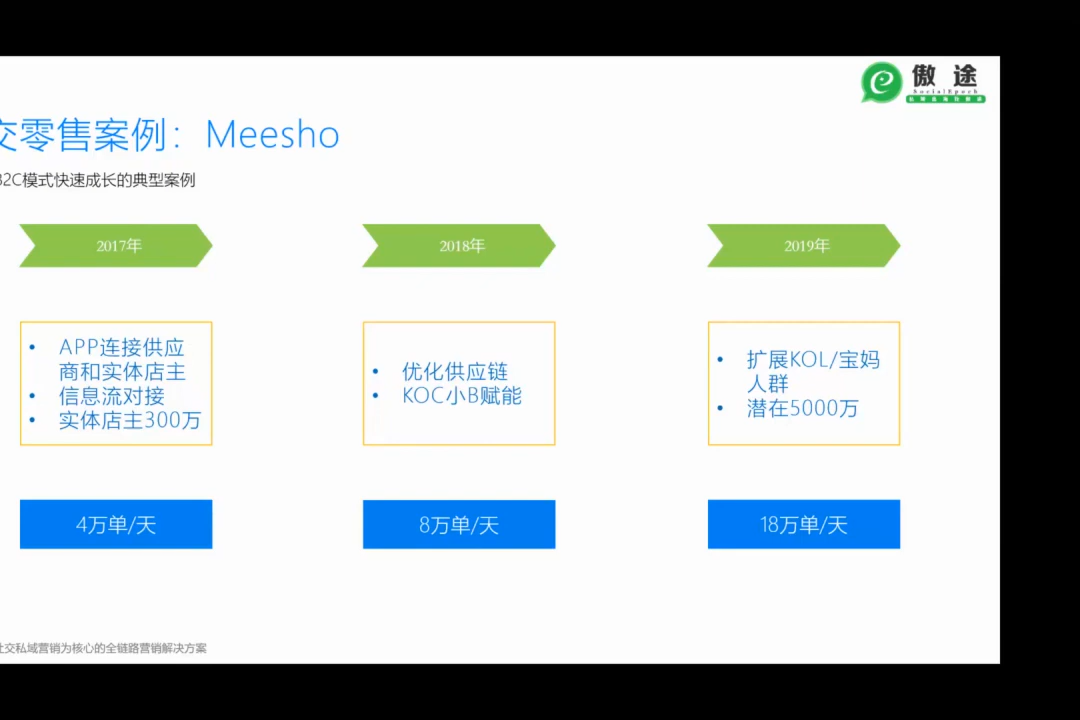 傲途
SocialEpoch
交零售案例：Meesho
B2C模式快速成长的典型案例
2017年
2018年
2019年
• APP连接供应
商和实体店主
• 信息流对接
• 实体店主300万
• 优化供应链
• KOC小B赋能
• 扩展KOL/宝妈
人群
• 潜在5000万
4万单/天
8万单/天
18万单/天
社交私域营销为核心的全链路营销解决方案